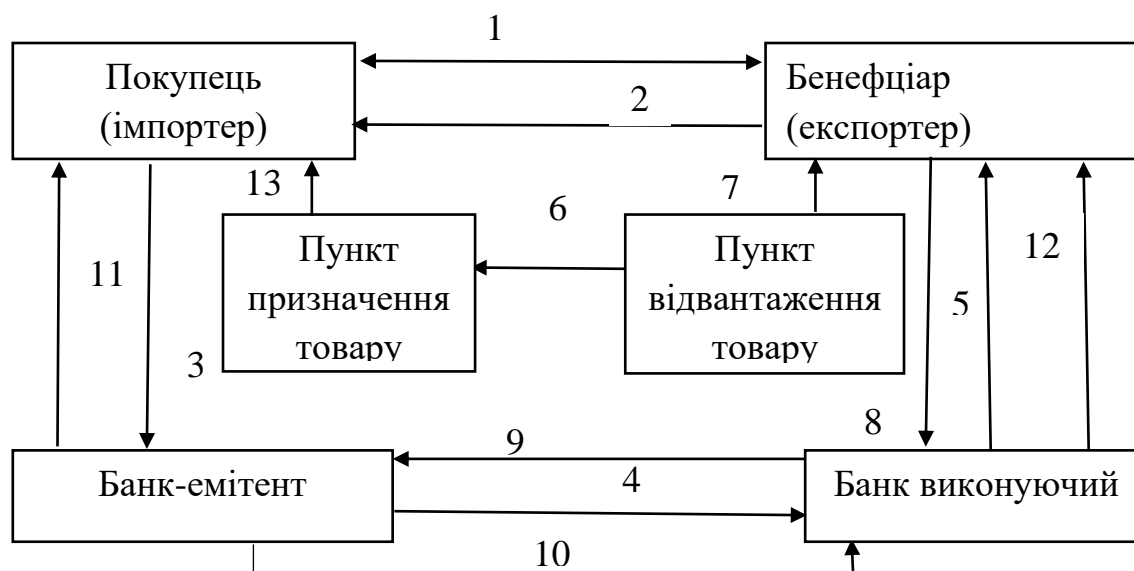 1
Покупець
(імпортер)
Бенефціар
(експортер)
2
13
7
6
Пункт
призначення
товару
Пункт
відвантаження
товару
11
12
5
3
8
9
Банк-емітент
4
Банк виконуючий
10